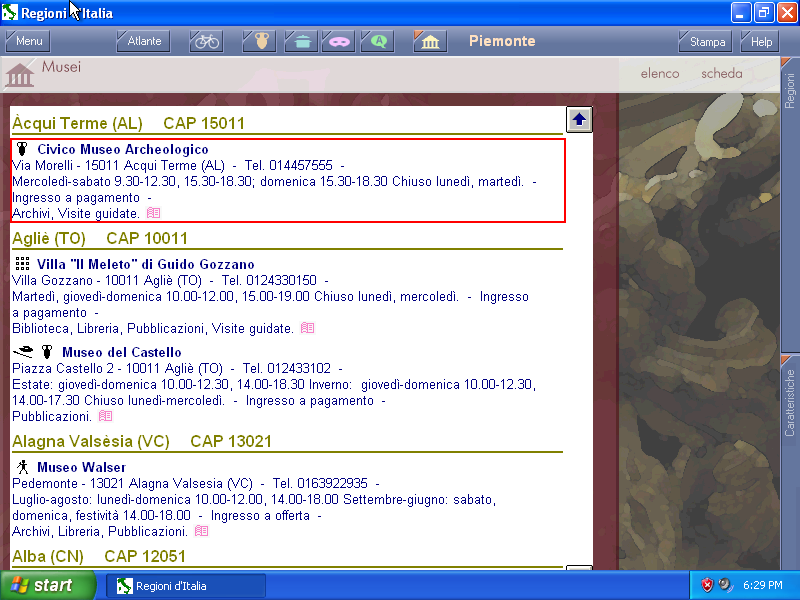 Regioni d'Italia
Menu
Atlante
A
Piemonte
Stampa
Help
Musei
elenco
scheda
Regioni
Caratteristiche
Àcqui Terme (AL) CAP 15011
Civico Museo Archeologico
Via Morelli - 15011 Acqui Terme (AL) - Tel. 014457555 -
Mercoledì-sabato 9.30-12.30, 15.30-18.30; domenica 15.30-18.30 Chiuso lunedì, martedì. -
Ingresso a pagamento -
Archivi, Visite guidate.
Agliè (TO) CAP 10011
Villa "Il Meleto" di Guido Gozzano
Villa Gozzano - 10011 Agliè (TO) - Tel. 0124330150 -
Martedì, giovedì-domenica 10.00-12.00, 15.00-19.00 Chiuso lunedì, mercoledì. - Ingresso
a pagamento -
Biblioteca, Libreria, Pubblicazioni, Visite guidate.
Museo del Castello
Piazza Castello 2 - 10011 Agliè (TO) - Tel. 012433102 -
Estate: giovedì-domenica 10.00-12.30, 14.00-18.30 Inverno: giovedì-domenica 10.00-12.30,
14.00-17.30 Chiuso lunedì-mercoledì. - Ingresso a pagamento -
Pubblicazioni.
Alagna Valsèsia (VC) CAP 13021
Museo Walser
Pedemonte - 13021 Alagna Valsesia (VC) - Tel. 0163922935 -
Luglio-agosto: lunedì-domenica 10.00-12.00, 14.00-18.00 Settembre-giugno: sabato,
domenica, festività 14.00-18.00 - Ingresso a offerta -
Archivi, Libreria, Pubblicazioni.
Alba (CN) CAP 12051
start
Regioni d'Italia
6:29 PM